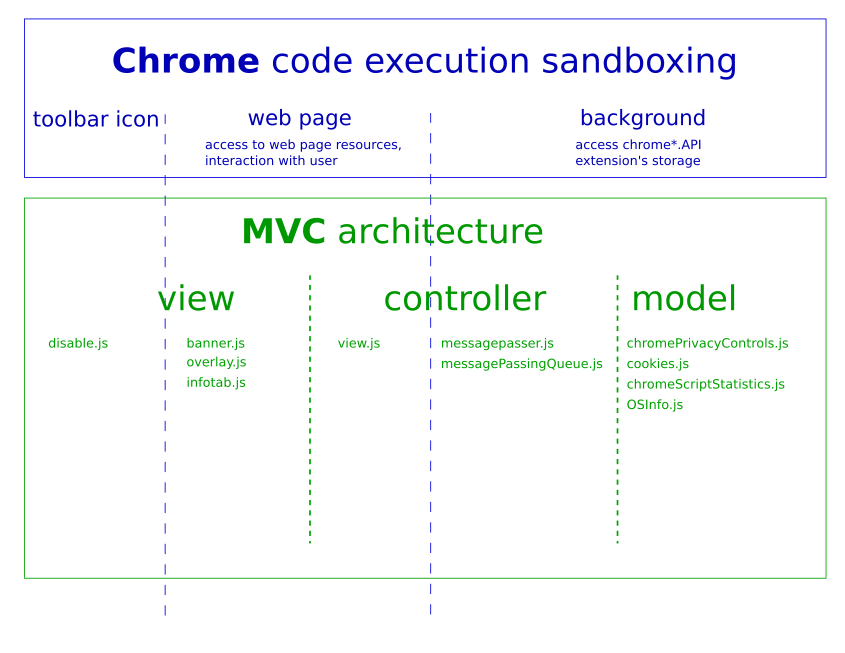 Chrome code execution sandboxing
toolbar icon
web page
background
access to web page resources,
interaction with user
access chrome*.API
extension's storage
MVC architecture
view
controller
model
disable.js
banner.js
overlay.js
infotab.js
view.js
messagepasser.js
messagePassingQueue.js
chromePrivacyControls.js
cookies.js
chromeScriptStatistics.js
OSInfo.js